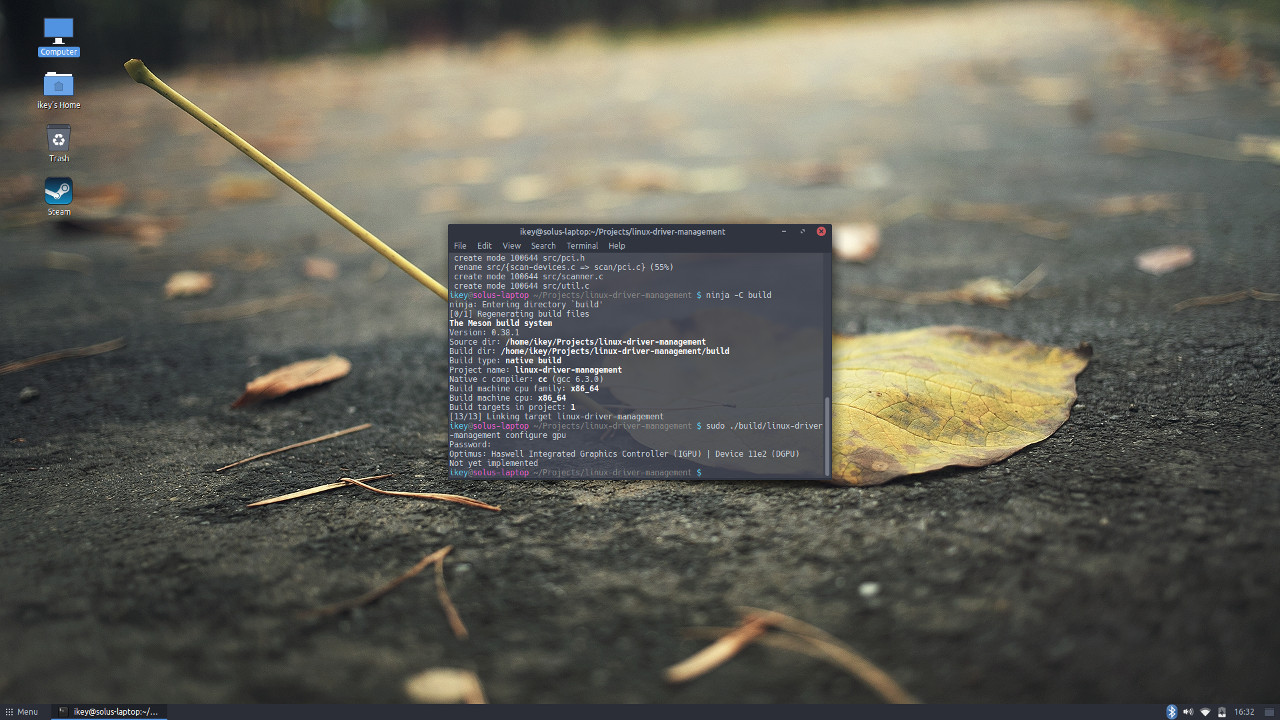 Computer
ikey's Home
Trash
Steam
ikey@solus-laptop:~/Projects/linux-driver-management
File Edit View Search Terminal Help
create mode 100644 src/pci.h
rename src/{scan-devices.c => scan/pci.c} (55%)
create mode 100644 src/scanner.c
create mode 100644 src/util.c
ikey@solus-laptop ~/Projects/linux-driver-management $ ninja -C build
ninja: Entering directory `build'
[0/1] Regenerating build files
The Meson build system
Version: 0.38.1
Source dir: /home/ikey/Projects/linux-driver-management
Build dir: /home/ikey/Projects/linux-driver-management/build
Build type: native build
Project name: linux-driver-management
Native c compiler: cc (gcc 6.3.0)
Build machine cpu family: x86_64
Build machine cpu: x86_64
Build targets in project: 1
[13/13] Linking target linux-driver-management
ikey@solus-laptop ~/Projects/linux-driver-management $ sudo ./build/linux-driver
-management configure gpu
Password:
Optimus: Haswell Integrated Graphics Controller (IGPU) | Device 11e2 (DGPU)
Not yet implemented
ikey@solus-laptop ~/Projects/linux-driver-management $
Menu
ikey@solus-laptop:~/...
16:32